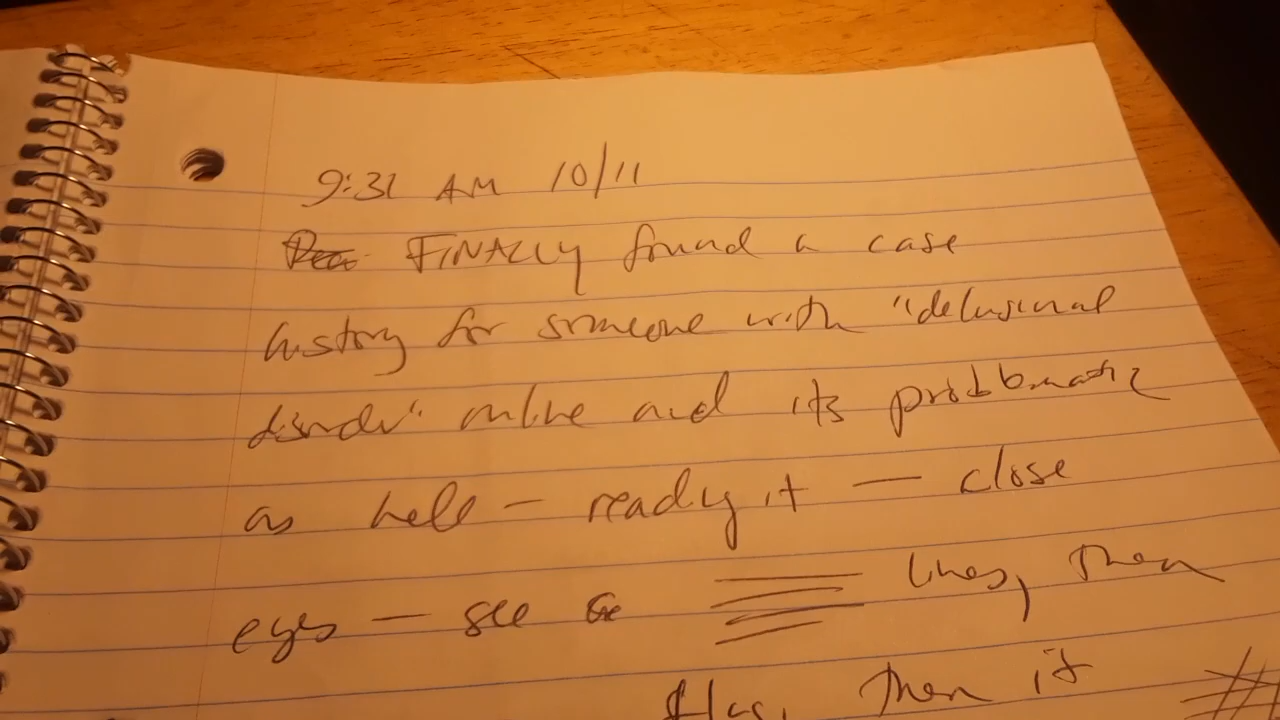 9:31 AM 10/11
FINALLY found a case
history for someone with "delusional
disorder" online and its problematic
as hell - ready it — close
eyes — see lines, then
then it